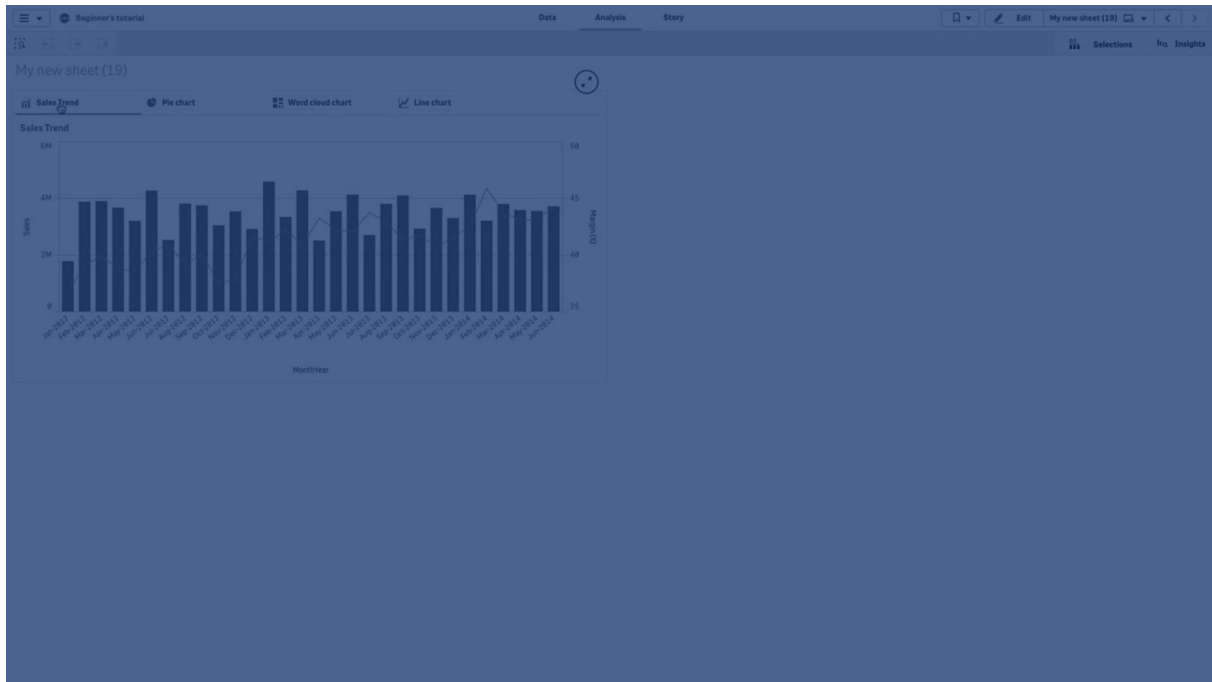 Beginner's tutorial
Data
Analysis
Story
Edit
My new sheet (19)
Selections
Insights
My new sheet (19)
Sales Trend
Pie chart
Word cloud chart
Line chart
Sales Trend
6M
4M
2M
0
Sales
50
45
40
35
Margin (%)
Jan-2012
Feb-2012
Mar-2012
Apr-2012
May-2012
Jun-2012
Jul-2012
Aug-2012
Sep-2012
Oct-2012
Nov-2012
Dec-2012
Jan-2013
Feb-2013
Mar-2013
Apr-2013
May-2013
Jun-2013
Jul-2013
Aug-2013
Sep-2013
Oct-2013
Nov-2013
Dec-2013
Jan-2014
Feb-2014
Mar-2014
Apr-2014
May-2014
Jun-2014
MonthYear